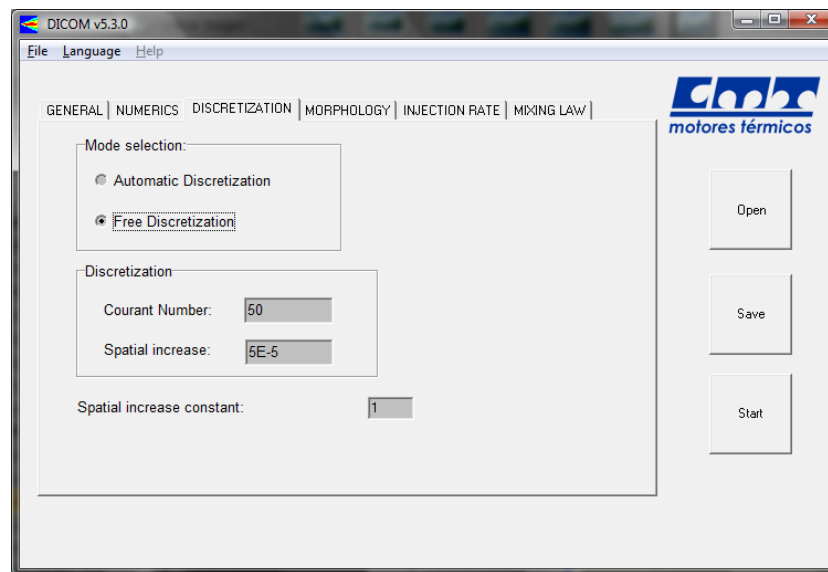 DICOM v5.3.0
File Language Help
GENERAL NUMERICS DISCRETIZATION MORPHOLOGY INJECTION RATE MIXING LAW
cmt
motores térmicos
Mode selection:
Automatic Discretization
Free Discretization
Open
Discretization
Courant Number: 50
Spatial increase: 5E-5
Save
Spatial increase constant: 1
Start